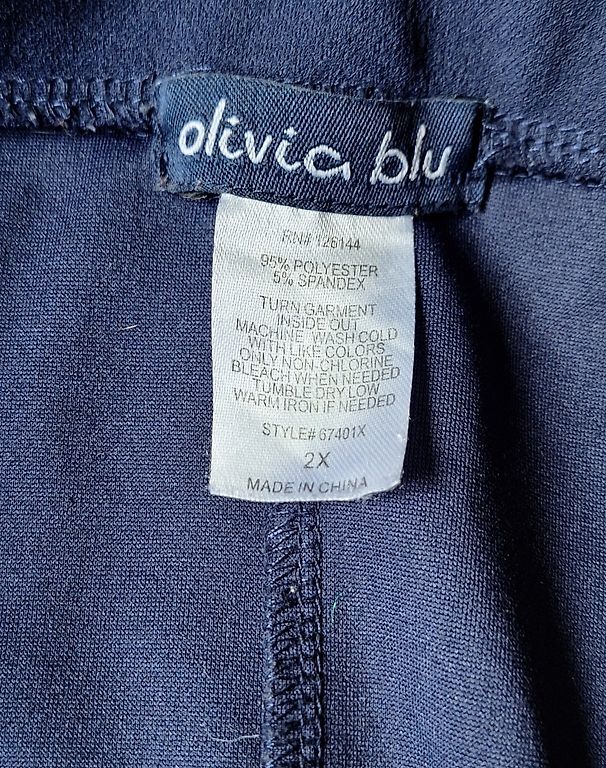 olivia blu
RN# 126144
95% POLYESTER
5% SPANDEX
TURN GARMENT
INSIDE OUT
MACHINE WASH COLD
WITH LIKE COLORS
ONLY NON-CHLORINE
BLEACH WHEN NEEDED
TUMBLE DRY LOW
WARM IRON IF NEEDED
STYLE# 67401X
2X
MADE IN CHINA